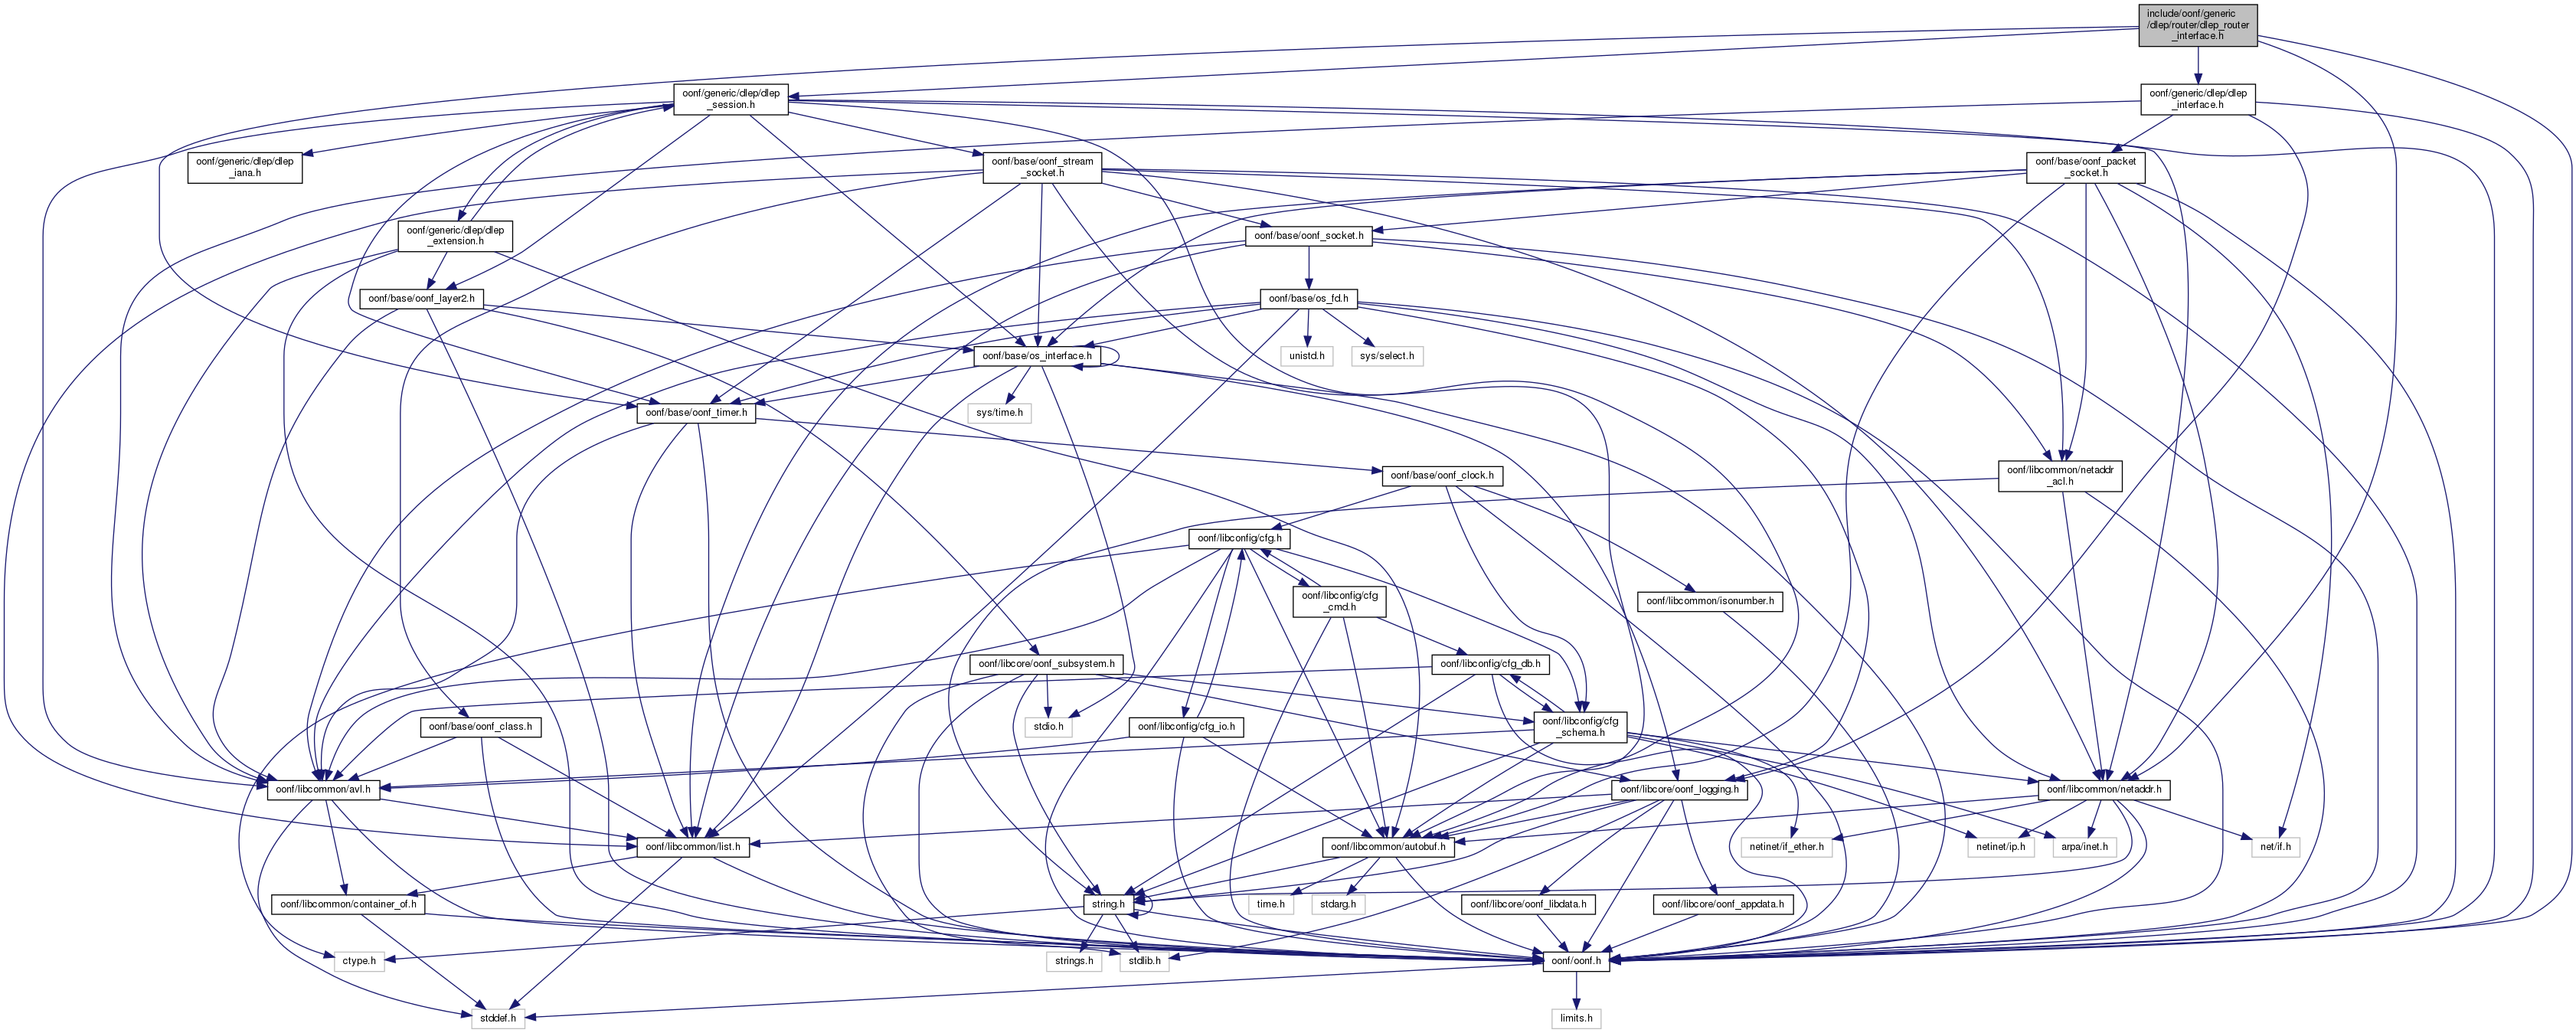 include/oonf/generic
/dlep/router/dlep_router
_interface.h
oonf/generic/dlep/dlep
_session.h
oonf/generic/dlep/dlep
_interface.h
oonf/generic/dlep/dlep
_iana.h
oonf/base/oonf_stream
_socket.h
oonf/base/oonf_packet
_socket.h
oonf/generic/dlep/dlep
_extension.h
oonf/base/oonf_socket.h
oonf/base/oonf_layer2.h
oonf/base/os_fd.h
oonf/base/os_interface.h
unistd.h
sys/select.h
sys/time.h
oonf/base/oonf_timer.h
oonf/base/oonf_clock.h
oonf/libcommon/netaddr
_acl.h
oonf/libconfig/cfg.h
oonf/libconfig/cfg
_cmd.h
oonf/libcommon/isonumber.h
oonf/libcore/oonf_subsystem.h
oonf/libconfig/cfg_db.h
oonf/base/oonf_class.h
stdio.h
oonf/libconfig/cfg_io.h
oonf/libconfig/cfg
_schema.h
oonf/libcommon/avl.h
oonf/libcore/oonf_logging.h
oonf/libcommon/netaddr.h
oonf/libcommon/list.h
oonf/libcommon/autobuf.h
netinet/if_ether.h
netinet/ip.h
arpa/inet.h
net/if.h
oonf/libcommon/container_of.h
string.h
time.h
stdarg.h
oonf/libcore/oonf_libdata.h
oonf/libcore/oonf_appdata.h
ctype.h
strings.h
stdlib.h
oonf/oonf.h
stddef.h
limits.h